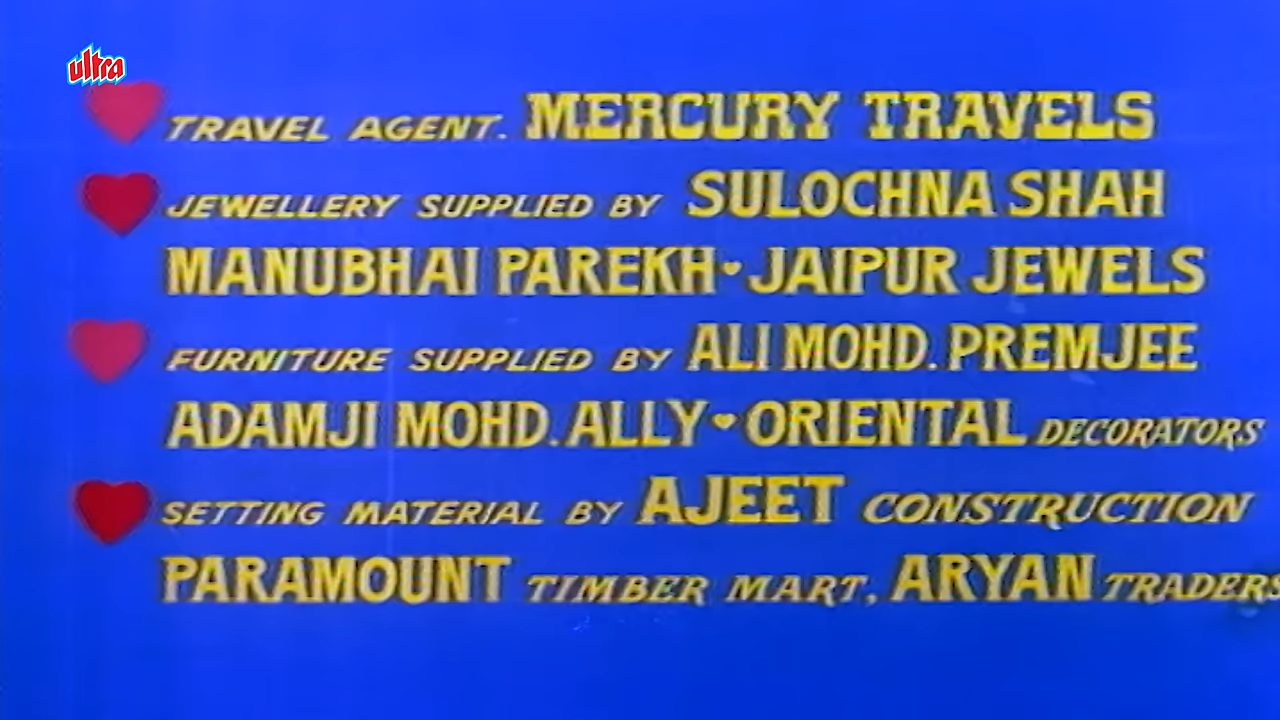 ultra
TRAVEL AGENT. MERCURY TRAVELS
JEWELLERY SUPPLIED BY SULOCHNA SHAH
MANUBHAI PAREKH JAIPUR JEWELS
FURNITURE SUPPLIED BY ALI MOHD. PREMJEE
ADAMJI MOHD. ALLY ORIENTAL DECORATORS
SETTING MATERIAL BY AJEET CONSTRUCTION
PARAMOUNT TIMBER MART, ARYAN TRADERS